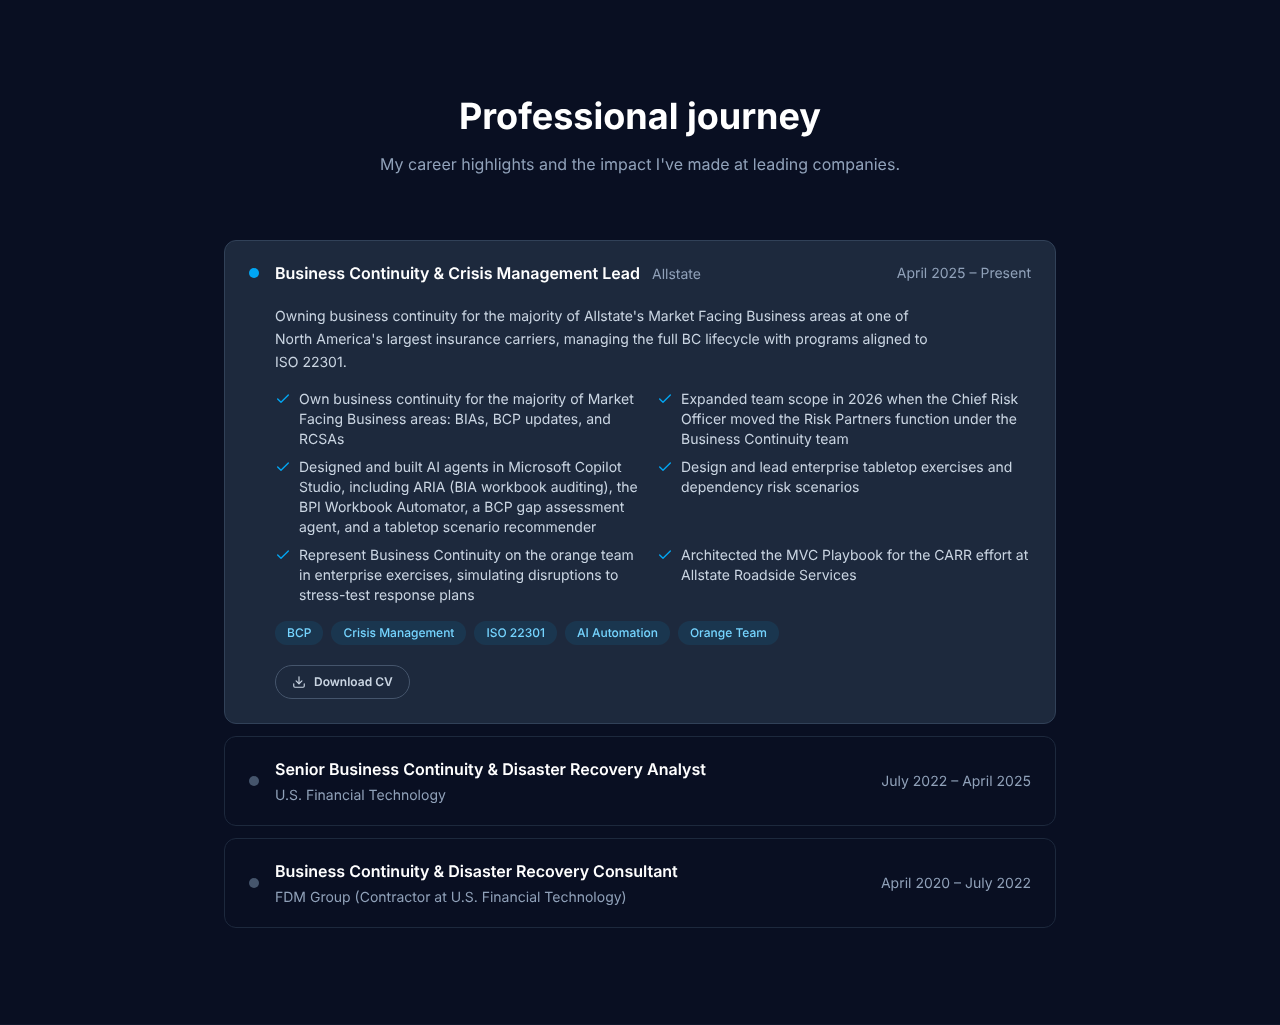 Professional journey
My career highlights and the impact I've made at leading companies.
Business Continuity & Crisis Management Lead Allstate April 2025 – Present
Owning business continuity for the majority of Allstate's Market Facing Business areas at one of
North America's largest insurance carriers, managing the full BC lifecycle with programs aligned to
ISO 22301.
Own business continuity for the majority of Market
Facing Business areas: BIAs, BCP updates, and
RCSAs
Expanded team scope in 2026 when the Chief Risk
Officer moved the Risk Partners function under the
Business Continuity team
Designed and built AI agents in Microsoft Copilot
Studio, including ARIA (BIA workbook auditing), the
BPI Workbook Automator, a BCP gap assessment
agent, and a tabletop scenario recommender
Design and lead enterprise tabletop exercises and
dependency risk scenarios
Represent Business Continuity on the orange team
in enterprise exercises, simulating disruptions to
stress-test response plans
Architected the MVC Playbook for the CARR effort at
Allstate Roadside Services
BCP Crisis Management ISO 22301 AI Automation Orange Team
Download CV
Senior Business Continuity & Disaster Recovery Analyst
U.S. Financial Technology
July 2022 – April 2025
Business Continuity & Disaster Recovery Consultant
FDM Group (Contractor at U.S. Financial Technology)
April 2020 – July 2022